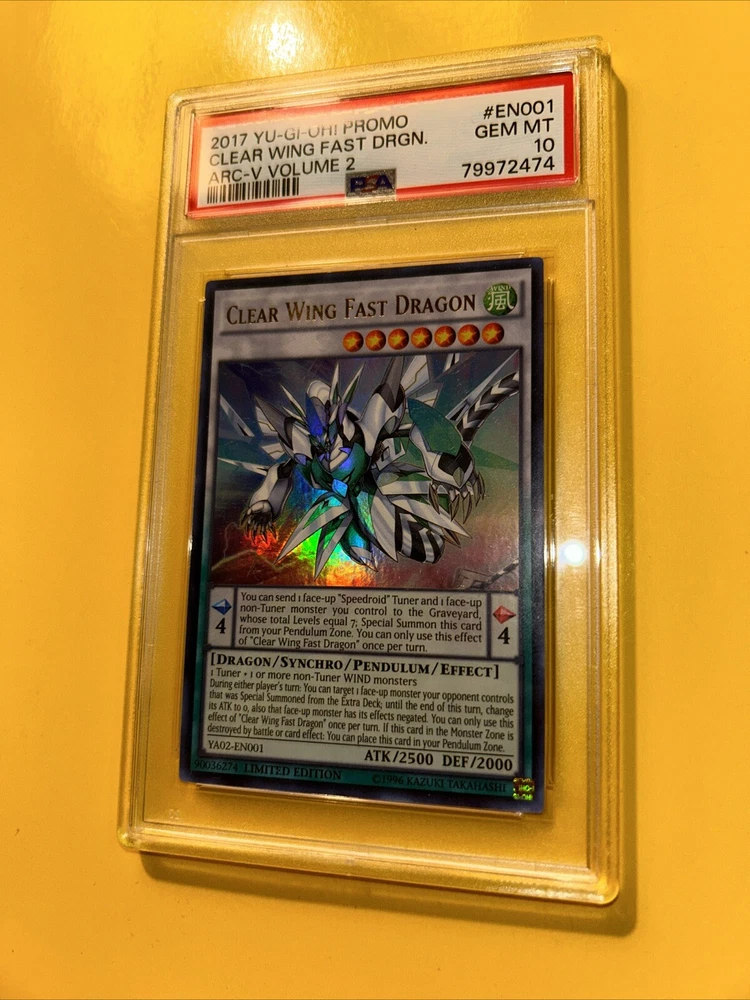 2017 YU-GI-OH! PROMO #EN001
CLEAR WING FAST DRGN. GEM MT
ARC-V VOLUME 2 10
PSA 79972474
CLEAR WING FAST DRAGON
WIND
風
4
You can send 1 face-up "Speedroid" Tuner and 1 face-up
non-Tuner monster you control to the Graveyard,
whose total Levels equal 7; Special Summon this card
from your Pendulum Zone. You can only use this effect
of "Clear Wing Fast Dragon" once per turn.
4
[DRAGON/SYNCHRO/PENDULUM/EFFECT]
1 Tuner + 1 or more non-Tuner WIND monsters
During either player's turn: You can target 1 face-up monster your opponent controls
that was Special Summoned from the Extra Deck; until the end of this turn, change
its ATK to 0, also that face-up monster has its effects negated. You can only use this
effect of "Clear Wing Fast Dragon" once per turn. If this card in the Monster Zone is
destroyed by battle or card effect: You can place this card in your Pendulum Zone.
YA02-EN001
ATK/2500 DEF/2000
90036274 LIMITED EDITION ©1996 KAZUKI TAKAHASHI